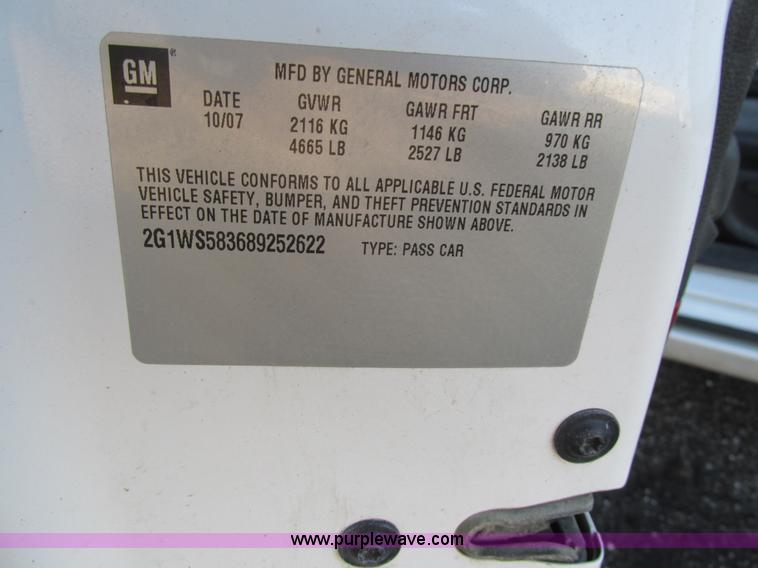 GM ®
MFD BY GENERAL MOTORS CORP.
DATE GVWR GAWR FRT GAWR RR
10/07 2116 KG 1146 KG 970 KG
4665 LB 2527 LB 2138 LB
THIS VEHICLE CONFORMS TO ALL APPLICABLE U.S. FEDERAL MOTOR
VEHICLE SAFETY, BUMPER, AND THEFT PREVENTION STANDARDS IN
EFFECT ON THE DATE OF MANUFACTURE SHOWN ABOVE.
2G1WS583689252622 TYPE: PASS CAR
www.purplewave.com